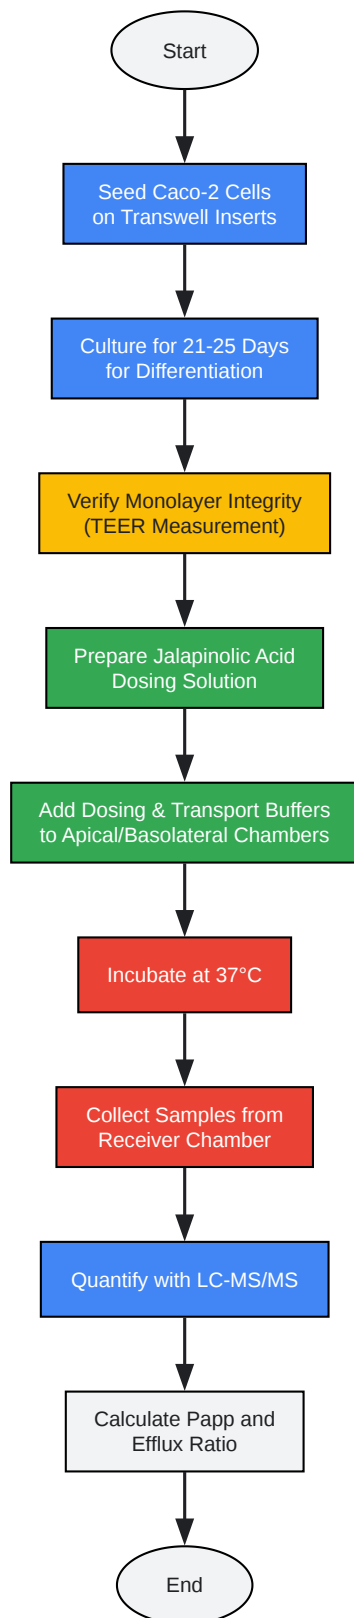 Start
Seed Caco-2 Cells
on Transwell Inserts
Culture for 21-25 Days
for Differentiation
Verify Monolayer Integrity
(TEER Measurement)
Prepare Jalapinolic Acid
Dosing Solution
Add Dosing & Transport Buffers
to Apical/Basolateral Chambers
Incubate at 37°C
Collect Samples from
Receiver Chamber
Quantify with LC-MS/MS
Calculate Papp and
Efflux Ratio
End